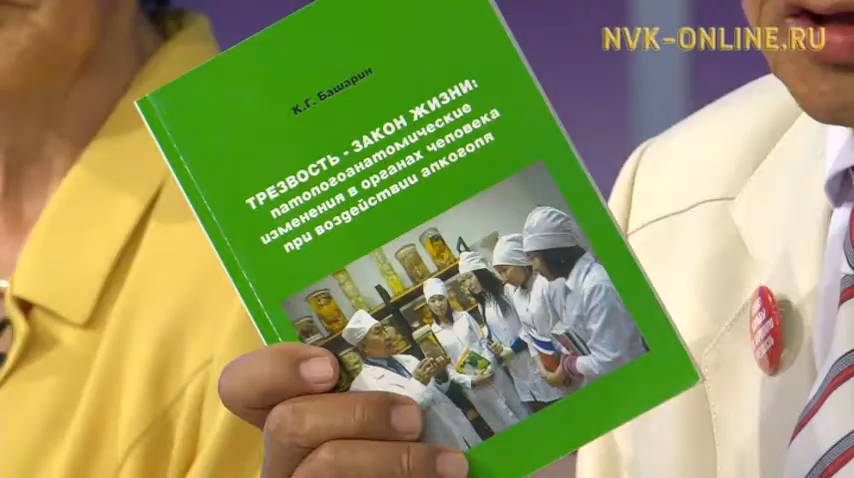 NVK-ONLINE.RU
К.Г. Башарин
ТРЕЗВОСТЬ - ЗАКОН ЖИЗНИ:
патологоанатомические
изменения в органах человека
при воздействии алкоголя